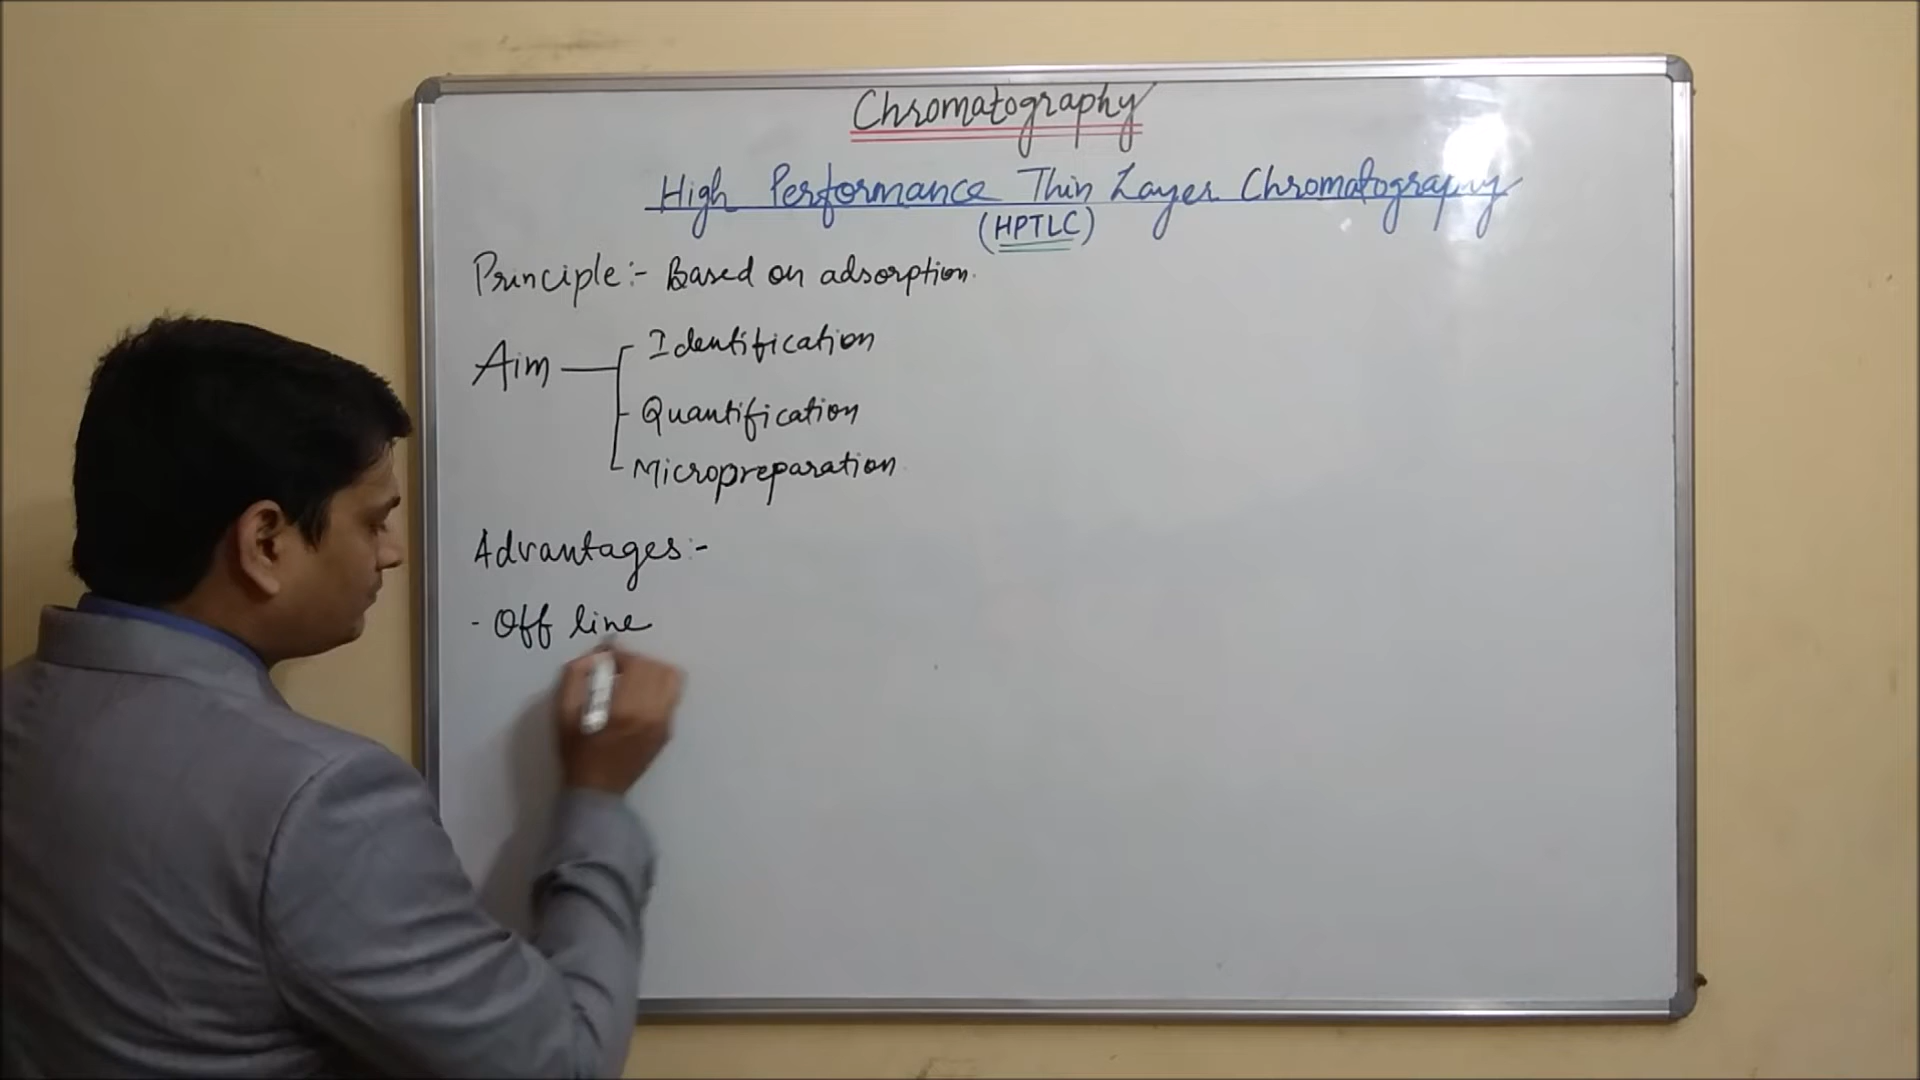 Chromatography
High Performance Thin Layer Chromatography
(HPTLC)
Principle:- Based on adsorption.
Aim
Identification
Quantification
Micropreparation
Advantages:-
- Off line